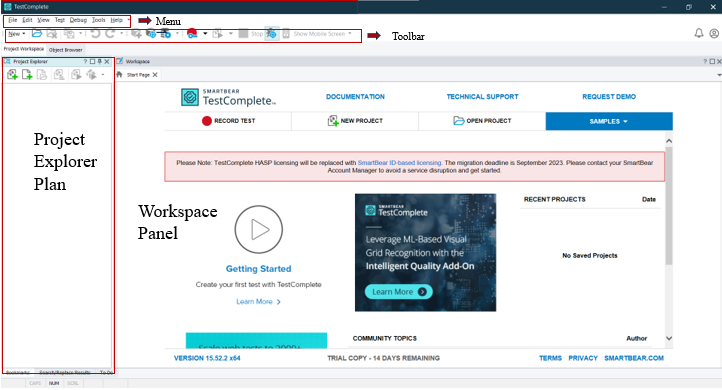 TestComplete
File Edit View Test Debug Tools Help
Menu
New
Stop
Show Mobile Screen
Toolbar
Project Workspace
Object Browser
Project Explorer
Workspace
Start Page
SMARTBEAR
TestComplete
DOCUMENTATION
TECHNICAL SUPPORT
REQUEST DEMO
RECORD TEST
NEW PROJECT
OPEN PROJECT
SAMPLES
Please Note: TestComplete HASP licensing will be replaced with SmartBear ID-based licensing. The migration deadline is September 2023. Please contact your SmartBear
Account Manager to avoid a service disruption and get started.
Project
Explorer
Plan
Workspace
Panel
Getting Started
Create your first test with TestComplete
Learn More
SMARTBEAR
TestComplete
Leverage ML-Based Visual
Grid Recognition with the
Intelligent Quality Add-On
Learn More
RECENT PROJECTS
Date
No Saved Projects
Scale web tests to 2000+
COMMUNITY TOPICS
Author
VERSION 15.52.2 x64
TRIAL COPY - 14 DAYS REMAINING
TERMS PRIVACY SMARTBEAR.COM
Bookmarks
Search/Replace Results
To Do
CAPS NUM SCRL